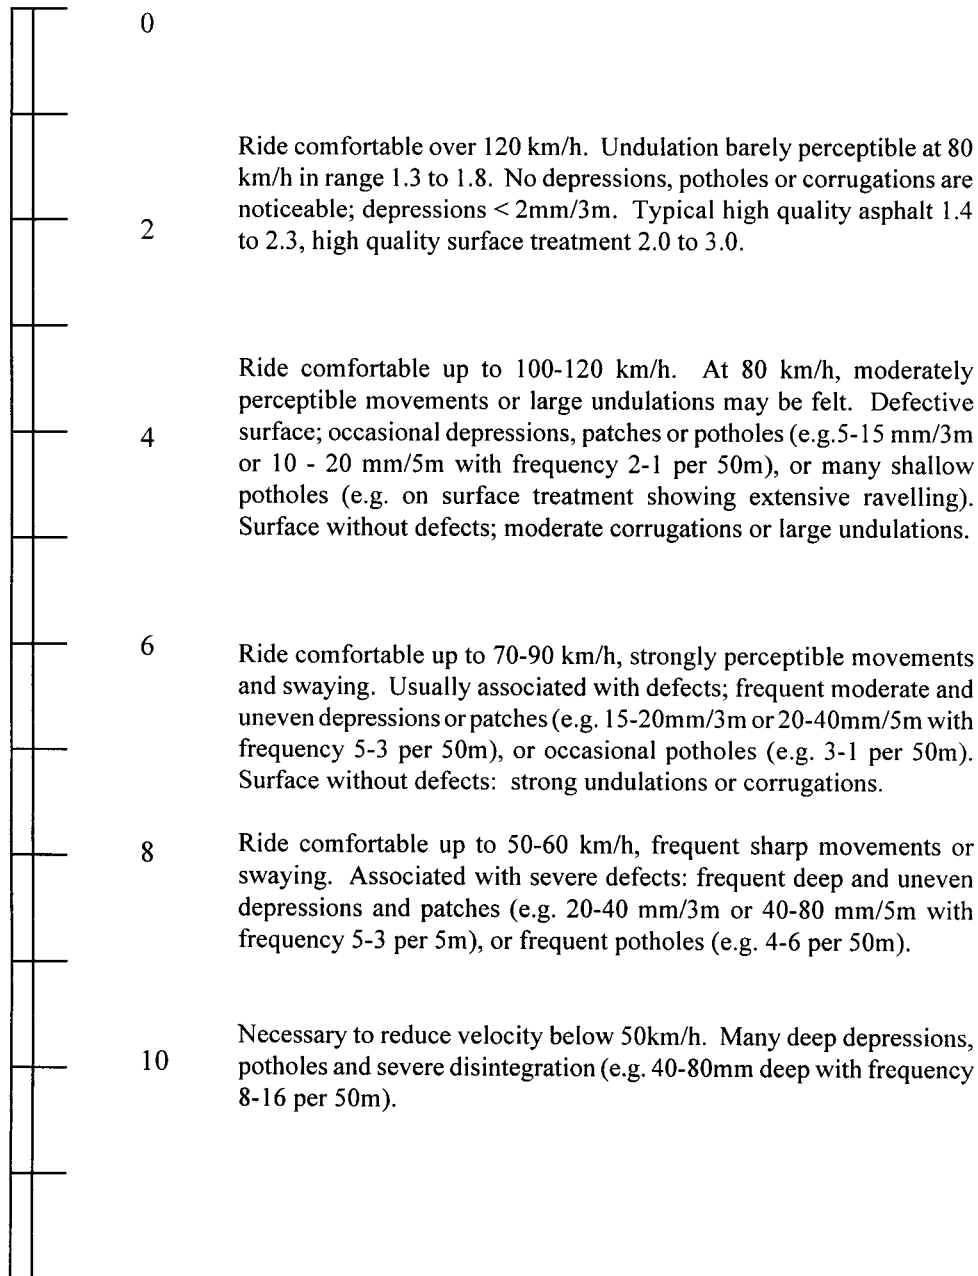 0
Ride comfortable over 120 km/h. Undulation barely perceptible at 80
km/h in range 1.3 to 1.8. No depressions, potholes or corrugations are
noticeable; depressions < 2mm/3m. Typical high quality asphalt 1.4
2
to 2.3, high quality surface treatment 2.0 to 3.0.
Ride comfortable up to 100-120 km/h. At 80 km/h, moderately
perceptible movements or large undulations may be felt. Defective
4
surface; occasional depressions, patches or potholes (e.g.5-15 mm/3m
or 10 - 20 mm/5m with frequency 2-1 per 50m), or many shallow
potholes (e.g. on surface treatment showing extensive ravelling).
Surface without defects; moderate corrugations or large undulations.
6
Ride comfortable up to 70-90 km/h, strongly perceptible movements
and swaying. Usually associated with defects; frequent moderate and
uneven depressions or patches (e.g. 15-20mm/3m or 20-40mm/5m with
frequency 5-3 per 50m), or occasional potholes (e.g. 3-1 per 50m).
Surface without defects: strong undulations or corrugations.
8
Ride comfortable up to 50-60 km/h, frequent sharp movements or
swaying. Associated with severe defects: frequent deep and uneven
depressions and patches (e.g. 20-40 mm/3m or 40-80 mm/5m with
frequency 5-3 per 5m), or frequent potholes (e.g. 4-6 per 50m).
Necessary to reduce velocity below 50km/h. Many deep depressions,
10
potholes and severe disintegration (e.g. 40-80mm deep with frequency
8-16 per 50m).